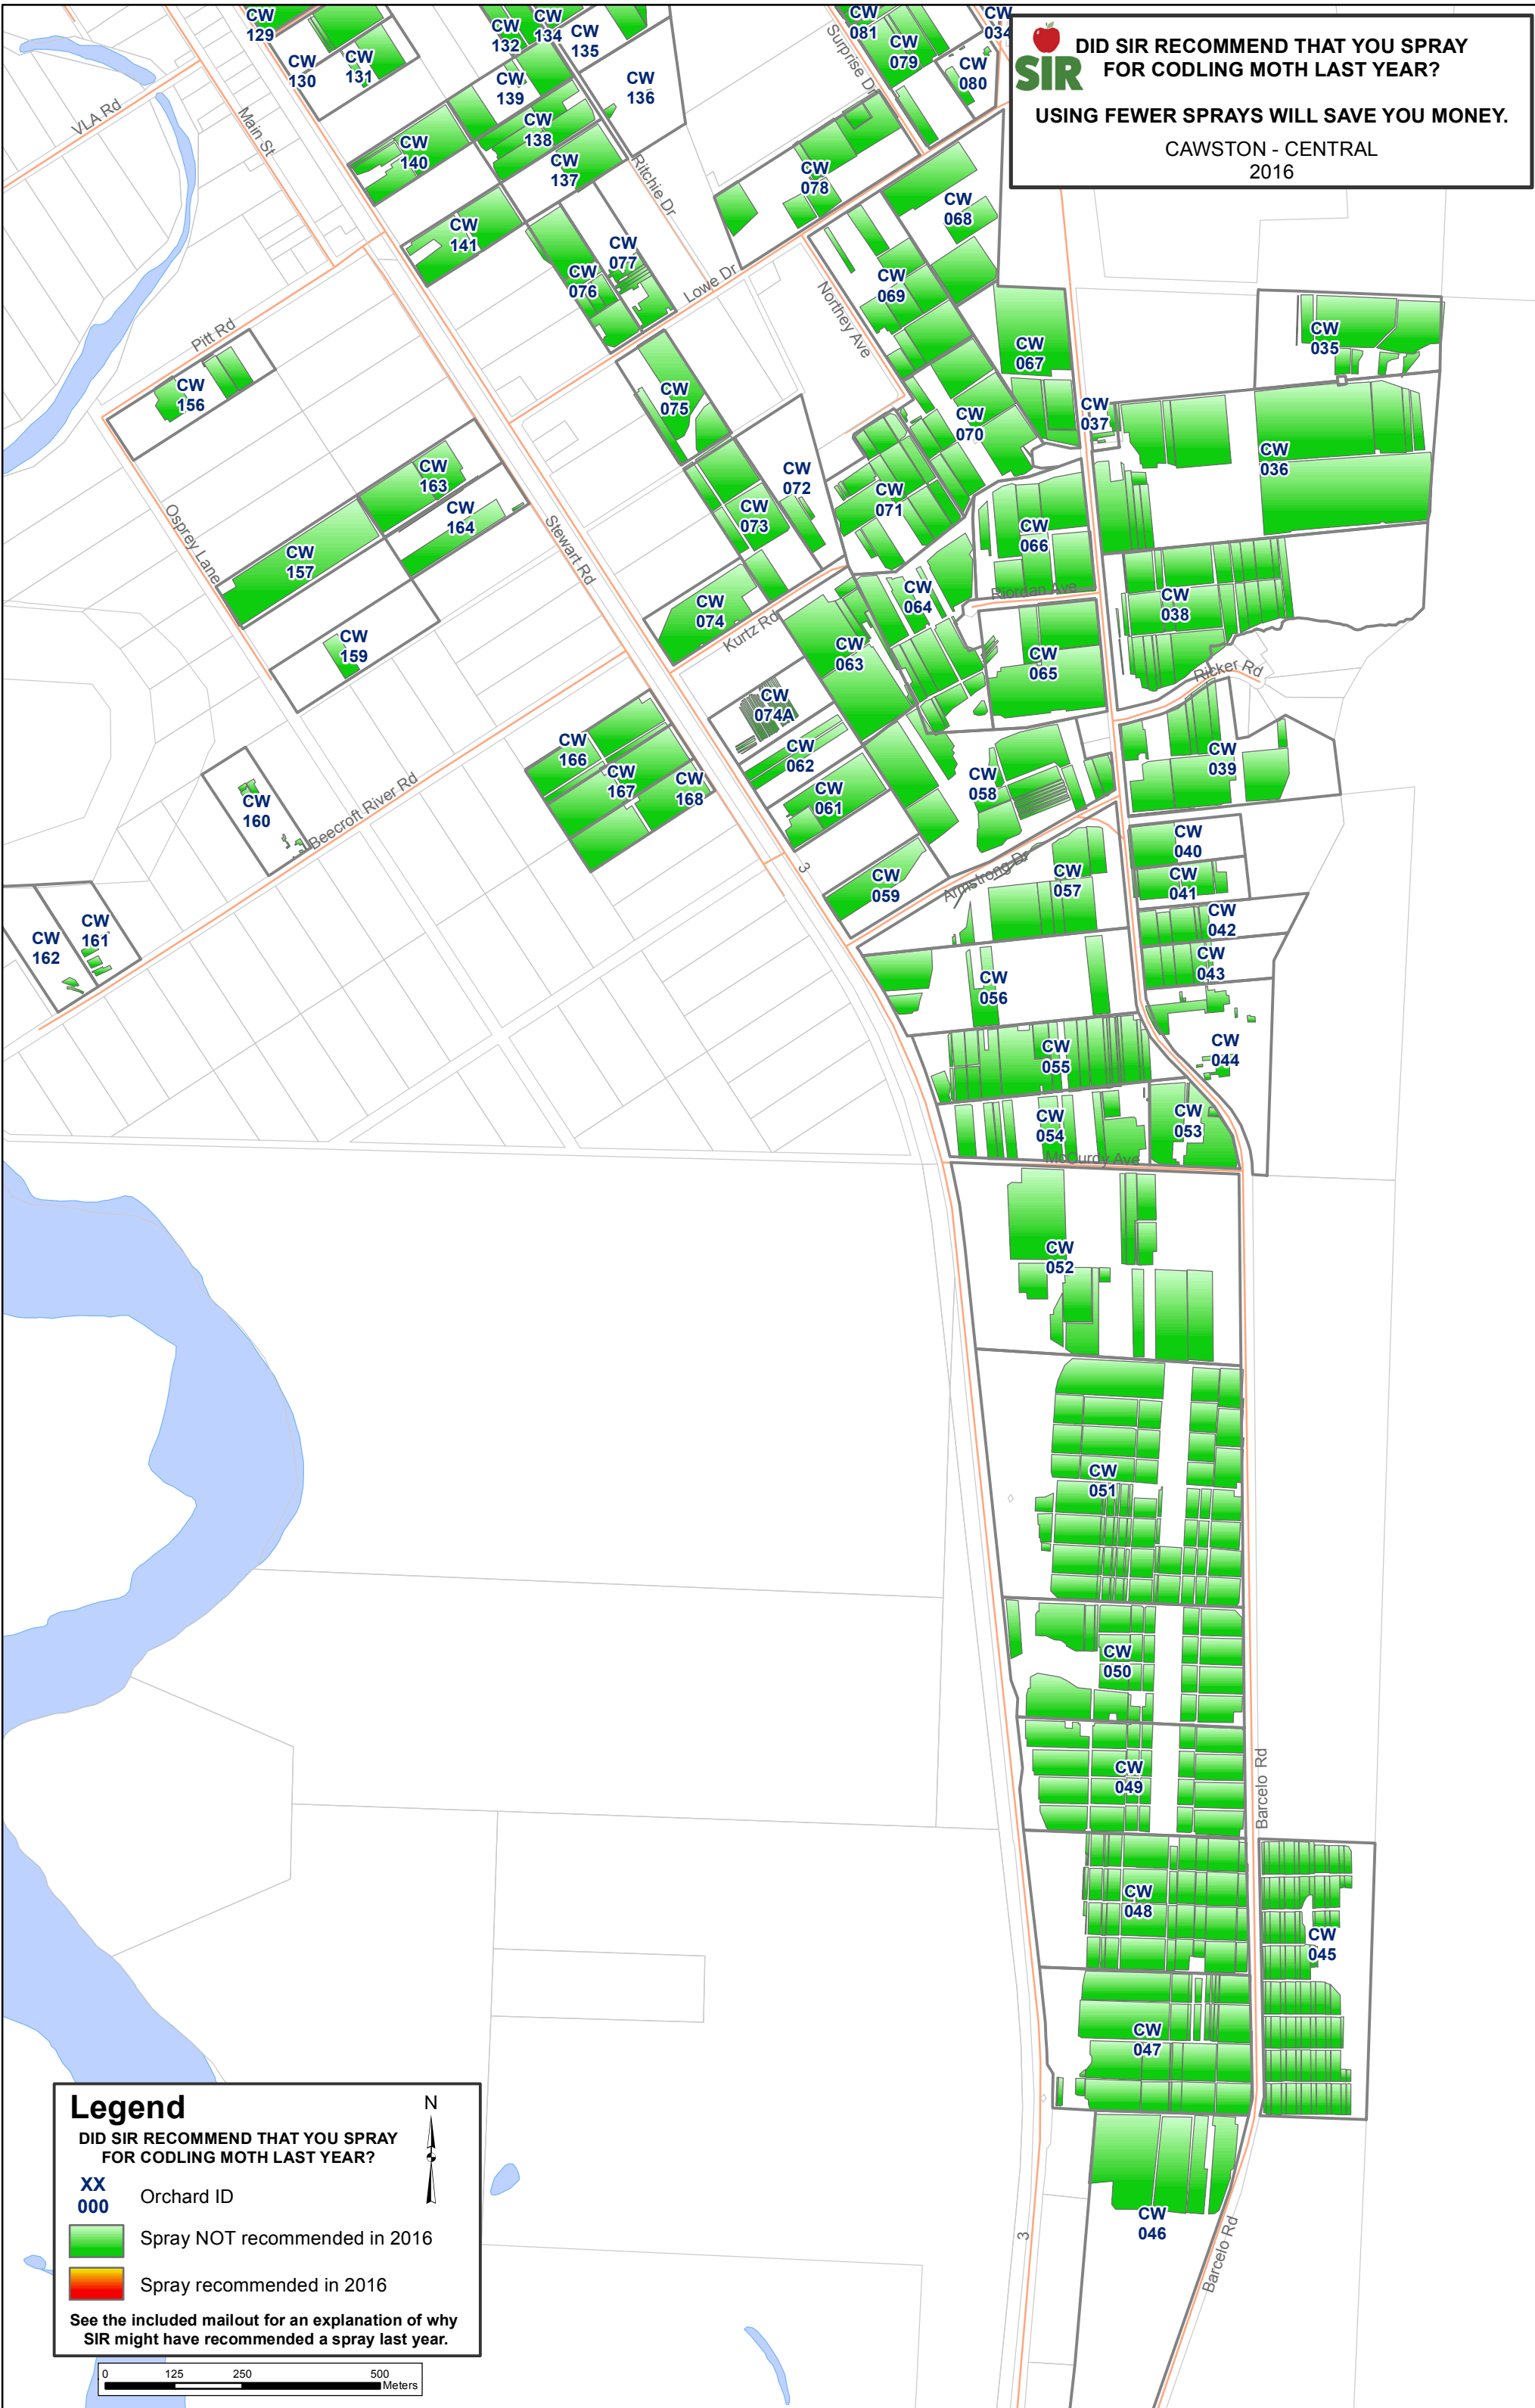 SIR
DID SIR RECOMMEND THAT YOU SPRAY
FOR CODLING MOTH LAST YEAR?
USING FEWER SPRAYS WILL SAVE YOU MONEY.
CAWSTON - CENTRAL
2016
CW
129
CW
130
CW
131
CW
132
CW
134
CW
135
CW
136
CW
139
CW
138
CW
137
CW
140
CW
141
CW
081
CW
079
CW
034
CW
080
CW
078
CW
068
CW
077
CW
076
CW
069
CW
067
CW
035
CW
156
CW
075
CW
070
CW
037
CW
036
CW
163
CW
164
CW
157
CW
072
CW
073
CW
071
CW
066
CW
159
CW
074
CW
064
CW
038
CW
063
CW
065
CW
074A
CW
062
CW
061
CW
166
CW
167
CW
168
CW
058
CW
039
CW
160
CW
040
CW
041
CW
059
CW
057
CW
042
CW
043
CW
161
CW
162
CW
056
CW
044
CW
055
CW
054
CW
053
CW
052
CW
051
CW
050
CW
049
CW
048
CW
045
CW
047
CW
046
VLA Rd
Main St
Ritchie Dr
Surprise Dr
Lowe Dr
Northey Ave
Pitt Rd
Osprey Lane
Stewart Rd
Kurtz Rd
Riordan Ave
Ricker Rd
Beecroft River Rd
Armstrong Dr
3
McCurdy Ave
Barcelo Rd
3
Barcelo Rd
Legend
N
DID SIR RECOMMEND THAT YOU SPRAY
FOR CODLING MOTH LAST YEAR?
XX
000
Orchard ID
Spray NOT recommended in 2016
Spray recommended in 2016
See the included mailout for an explanation of why
SIR might have recommended a spray last year.
0 125 250 500
Meters